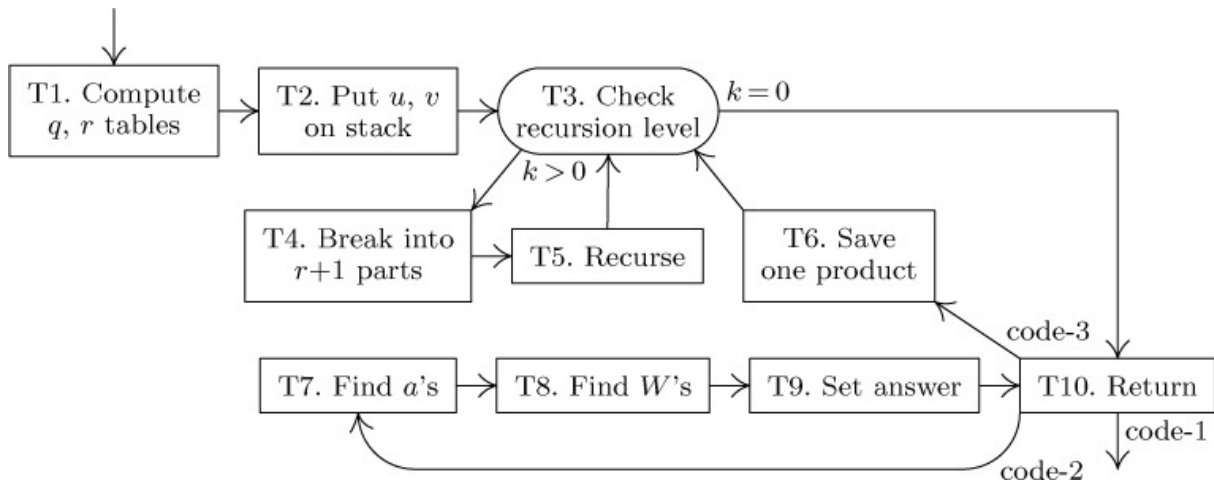 T1. Compute
q, r tables
T2. Put u, v
on stack
T3. Check
recursion level
k = 0
k > 0
T4. Break into
r+1 parts
T5. Recurse
T6. Save
one product
code-3
T7. Find a's
T8. Find W's
T9. Set answer
T10. Return
code-1
code-2